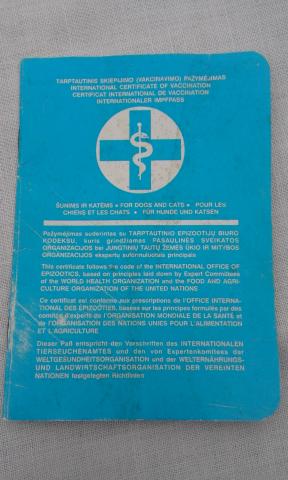 TARPTAUTINIS SKIEPIJIMO (VAKCINAVIMO) PAŽYMĖJIMAS
INTERNATIONAL CERTIFICATE OF VACCINATION
CERTIFICAT INTERNATIONAL DE VACCINATION
INTERNATIONALER IMPFPASS
ŠUNIMS IR KATĖMS • FOR DOGS AND CATS • POUR LES
CHIENS ET LES CHATS • FÜR HUNDE UND KATSEN
Pažymėjimas suderintas su TARPTAUTINIO EPIZOOTIJŲ BIURO
KODEKSU, kuris grindžiamas PASAULINĖS SVEIKATOS
ORGANIZACIJOS bei JUNGTINIŲ TAUTŲ ŽEMĖS ŪKIO IR MITYBOS
ORGANIZACIJOS ekspertų suformuluotais principais
This certificate follows the code of the INTERNATIONAL OFFICE OF
EPIZOOTICS, based on principles laid down by Expert Committees
of the WORLD HEALTH ORGANIZATION and the FOOD AND AGRI-
CULTURE ORGANIZATION OF THE UNITED NATIONS
Ce certificat est conforme aux prescriptions de l'OFFICE INTERNA-
TIONAL DES EPIZOOTIES, basées sur les principes formulés par des
comités d'experts de l'ORGANISATION MONDIALE DE LA SANTÉ et
de l'ORGANISATION DES NATIONS UNIES POUR L'ALIMENTATION
ET L'AGRICULTURE
Dieser Paß entspricht den Vorschriften des INTERNATIONALEN
TIERSEUCHENAMTES und den von Expertenkomitees der
WELTGESUNDHEITSORGANISATION und der WELTERNÄHRUNGS-
UND LANDWIRTSCHAFTSORGANISATION DER VEREINTEN
NATIONEN festgelegten Richtlinien